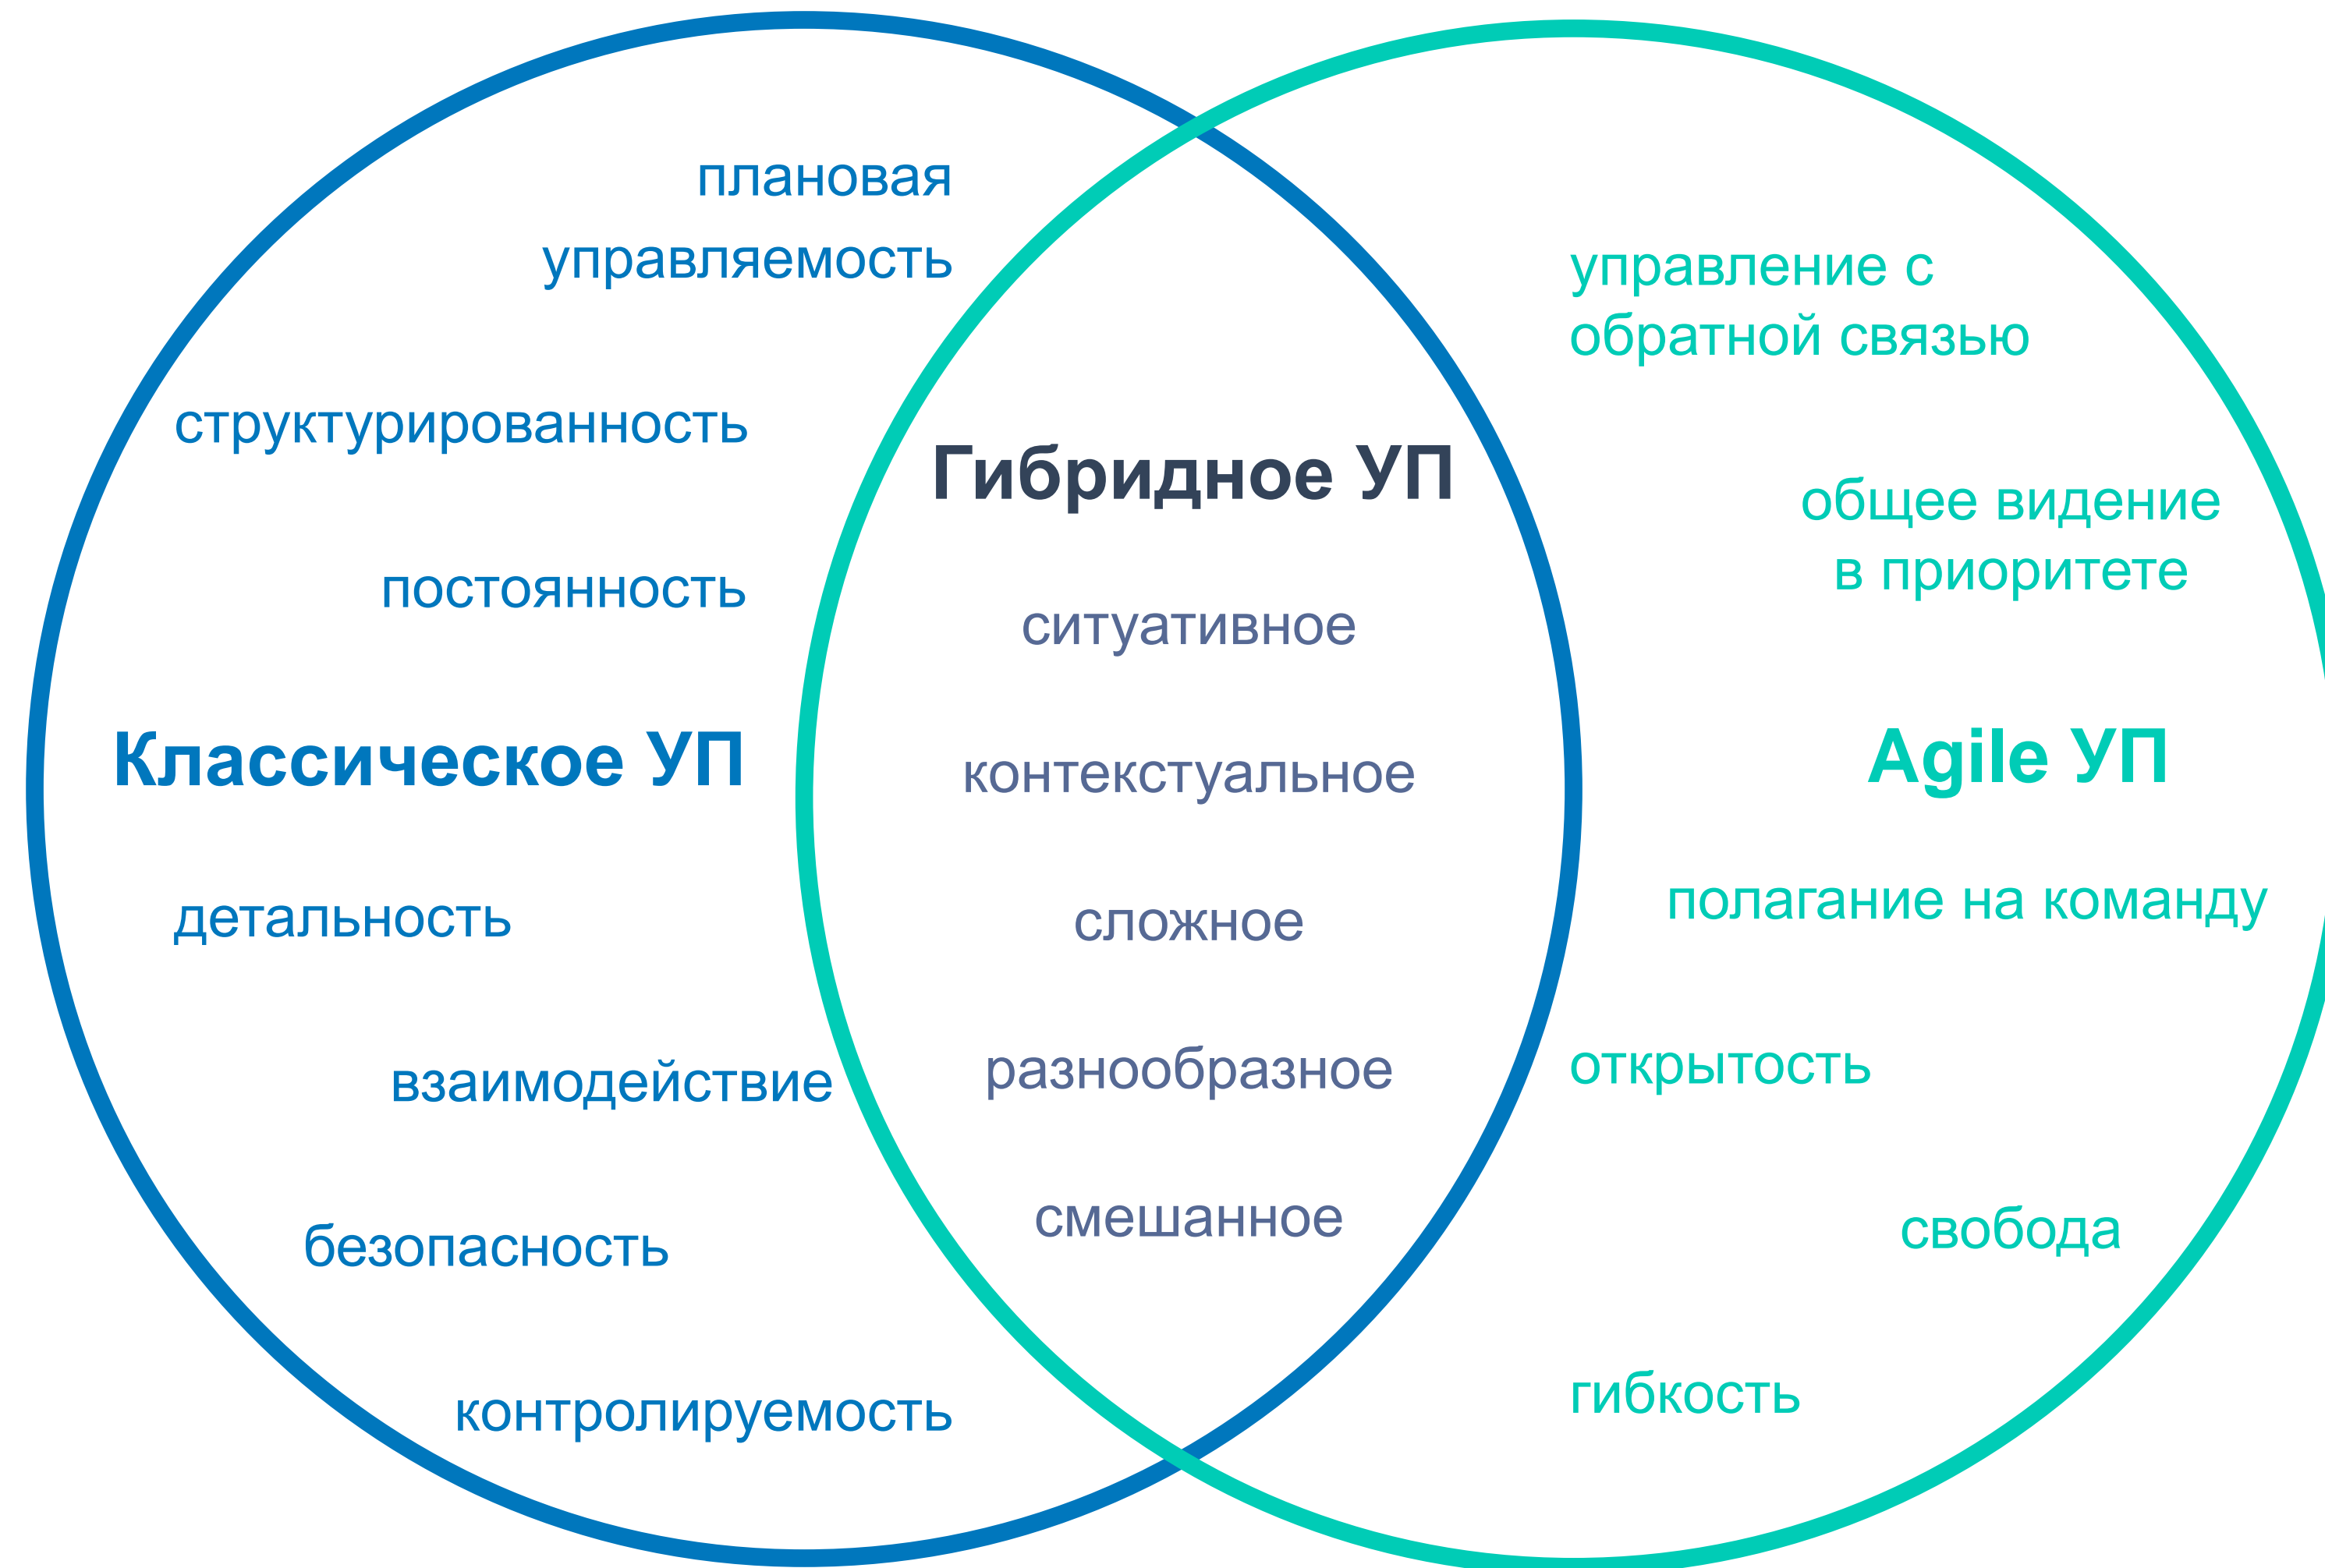 плановая
управляемость
структурированность
постоянность
Классическое УП
детальность
взаимодействие
безопасность
контролируемость
Гибридное УП
ситуативное
контекстуальное
сложное
разнообразное
смешанное
управление с
обратной связью
общее видение
в приоритете
Agile УП
полагание на команду
открытость
свобода
гибкость